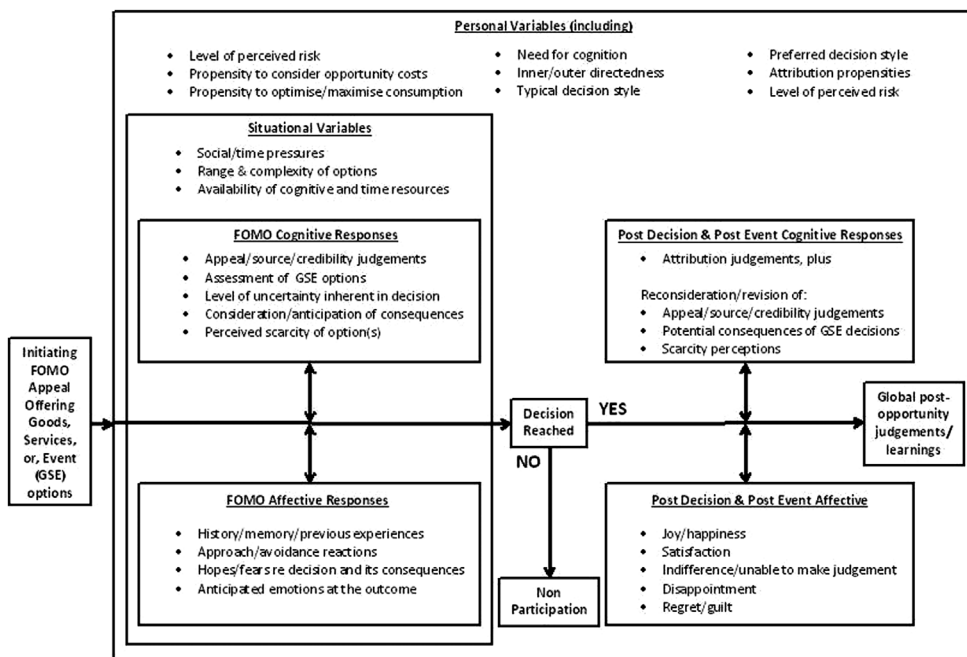 Personal Variables (including)
Level of perceived risk
Propensity to consider opportunity costs
Propensity to optimise/maximise consumption
Need for cognition
Inner/outer directedness
Typical decision style
Preferred decision style
Attribution propensities
Level of perceived risk
Situational Variables
Social/time pressures
Range & complexity of options
Availability of cognitive and time resources
FOMO Cognitive Responses
Appeal/source/credibility judgements
Assessment of GSE options
Level of uncertainty inherent in decision
Consideration/anticipation of consequences
Perceived scarcity of option(s)
Post Decision & Post Event Cognitive Responses
Attribution judgements, plus
Reconsideration/revision of:
Appeal/source/credibility judgements
Potential consequences of GSE decisions
Scarcity perceptions
Initiating
FOMO
Appeal
Offering
Goods,
Services,
or, Event
(GSE)
options
Decision
Reached
YES
NO
Global post-
opportunity
judgements/
learnings
FOMO Affective Responses
History/memory/previous experiences
Approach/avoidance reactions
Hopes/fears re decision and its consequences
Anticipated emotions at the outcome
Non
Participation
Post Decision & Post Event Affective
Joy/happiness
Satisfaction
Indifference/unable to make judgement
Disappointment
Regret/guilt